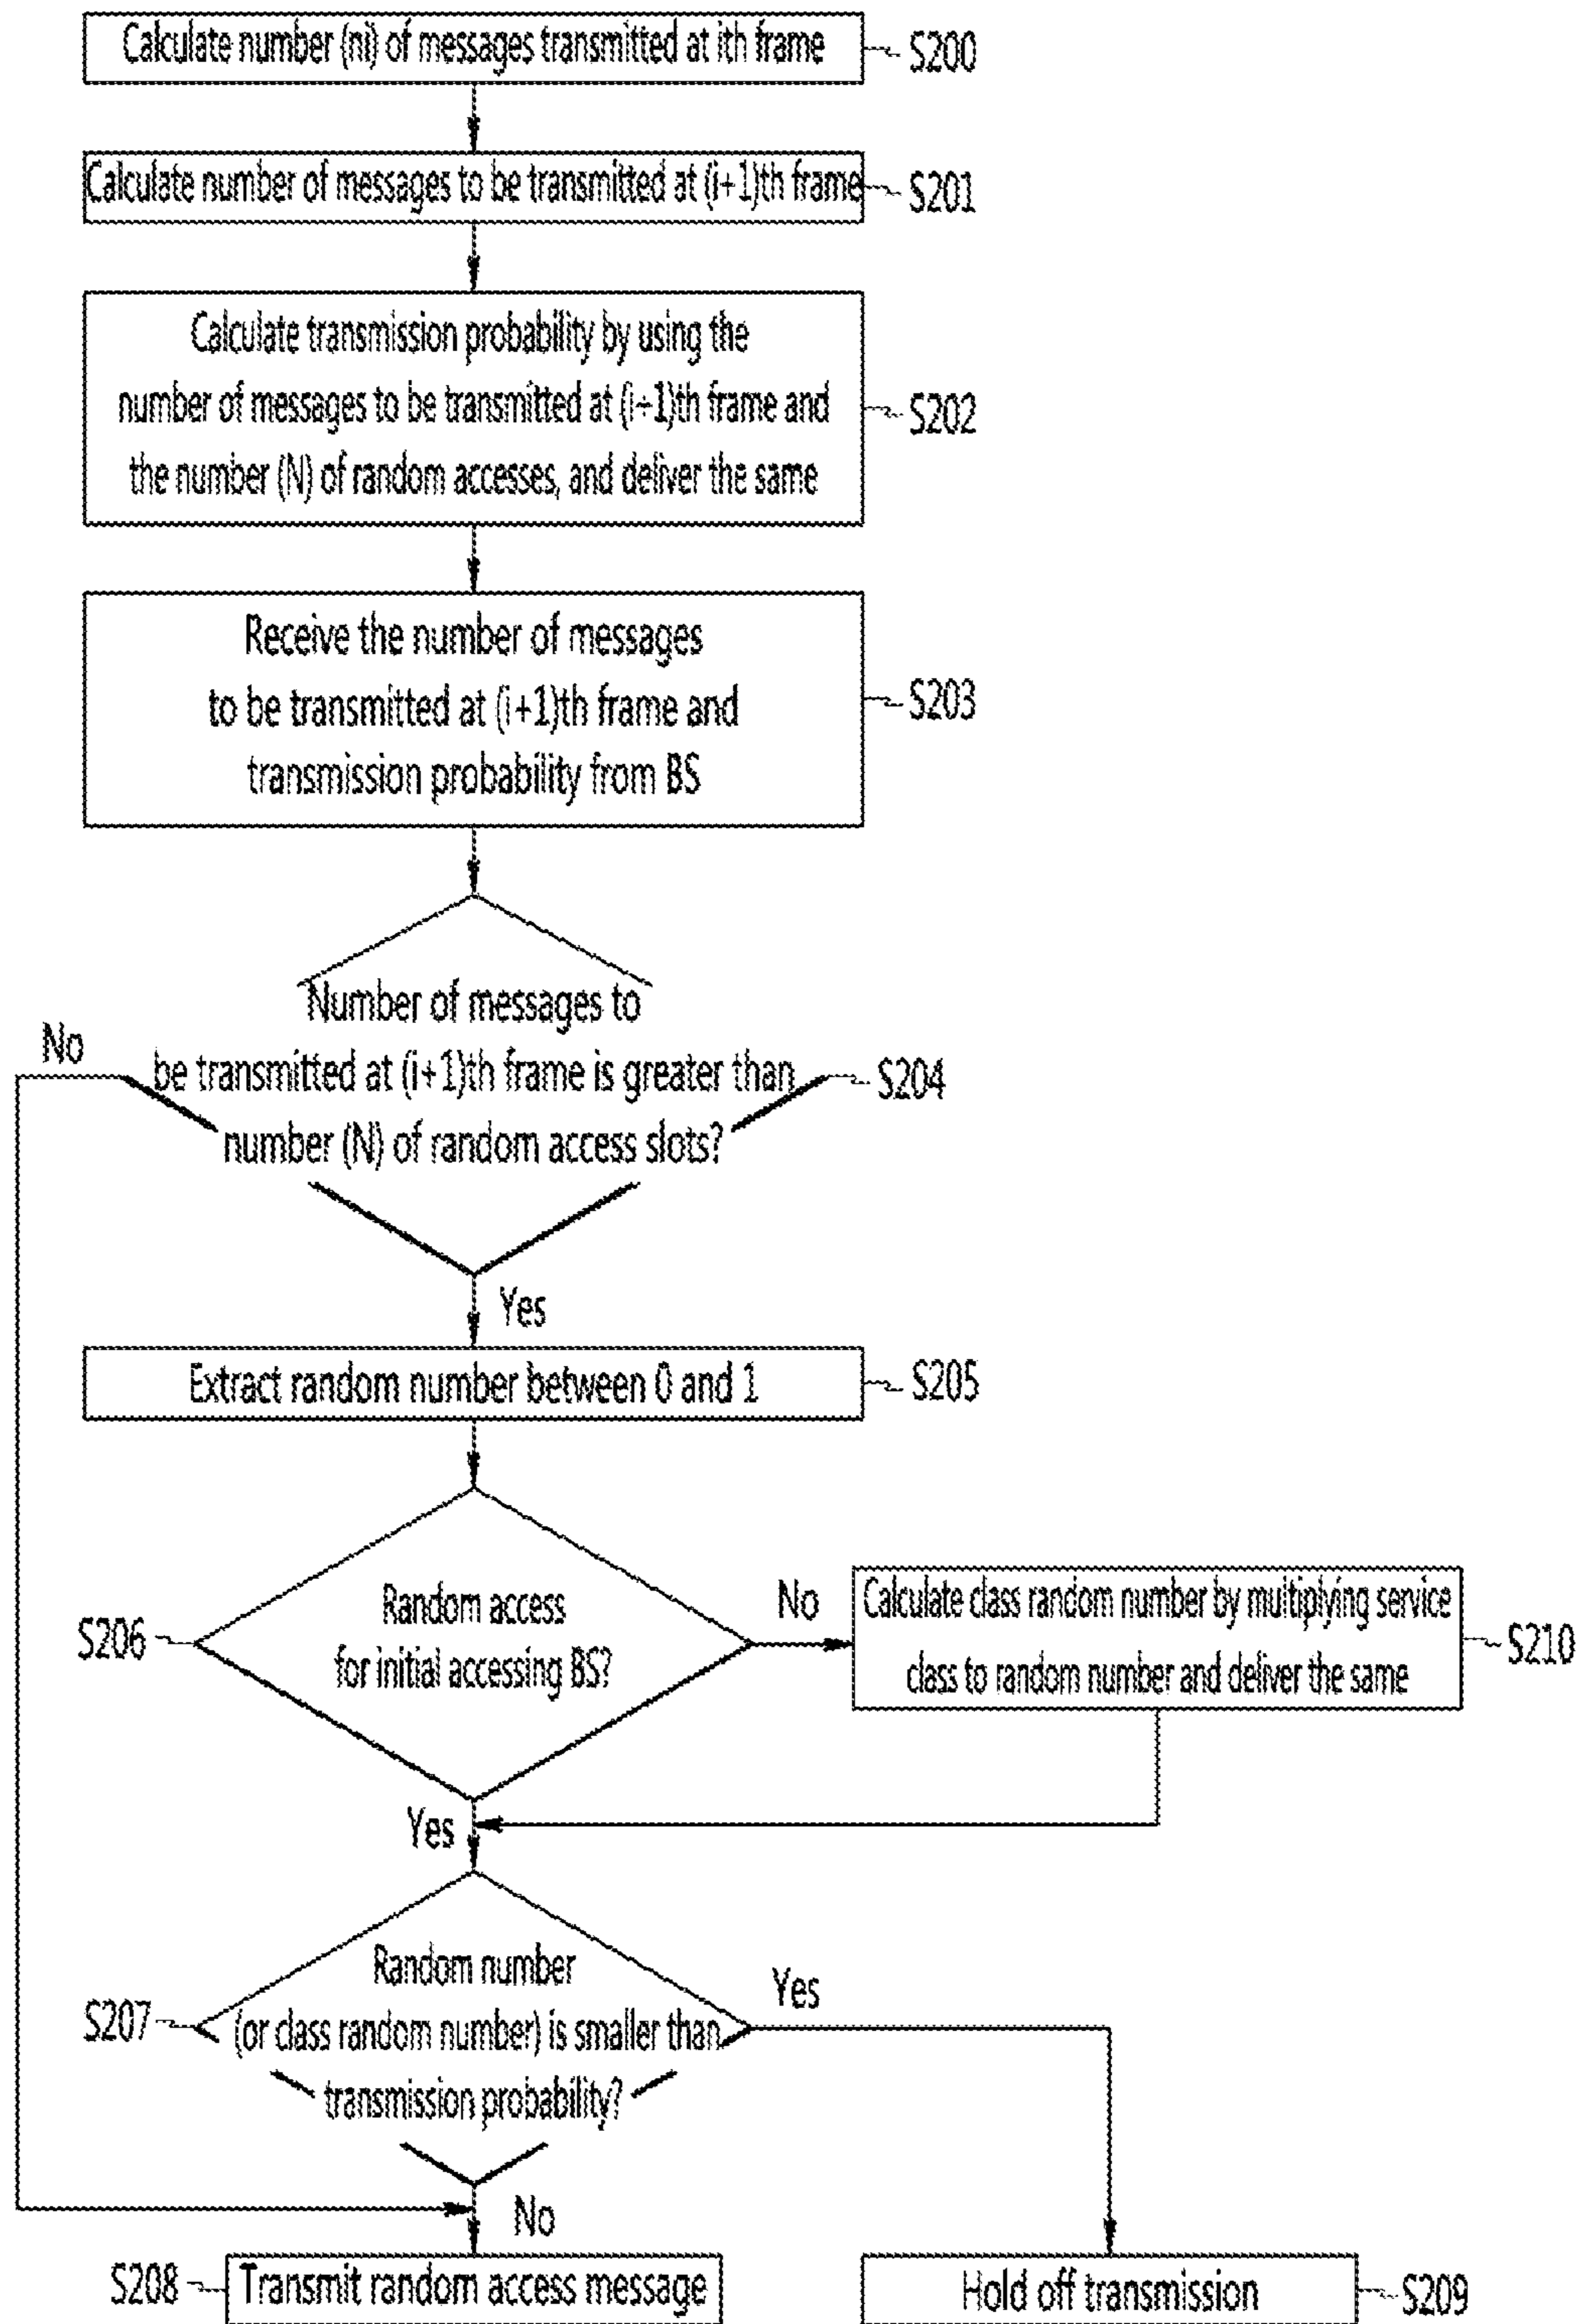 Calculate number (ni) of messages transmitted at ith frame
S200
Calculate number of messages to be transmitted at (i+1)th frame
S201
Calculate transmission probability by using the
number of messages to be transmitted at (i+1)th frame and
the number (N) of random accesses, and deliver the same
S202
Receive the number of messages
to be transmitted at (i+1)th frame and
transmission probability from BS
S203
Number of messages to
be transmitted at (i+1)th frame is greater than
number (N) of random access slots?
S204
No
Yes
Extract random number between 0 and 1
S205
Random access
for initial accessing BS?
S206
No
Calculate class random number by multiplying service
class to random number and deliver the same
S210
Yes
Random number
(or class random number) is smaller than
transmission probability?
S207
Yes
No
S208
Transmit random access message
Hold off transmission
S209